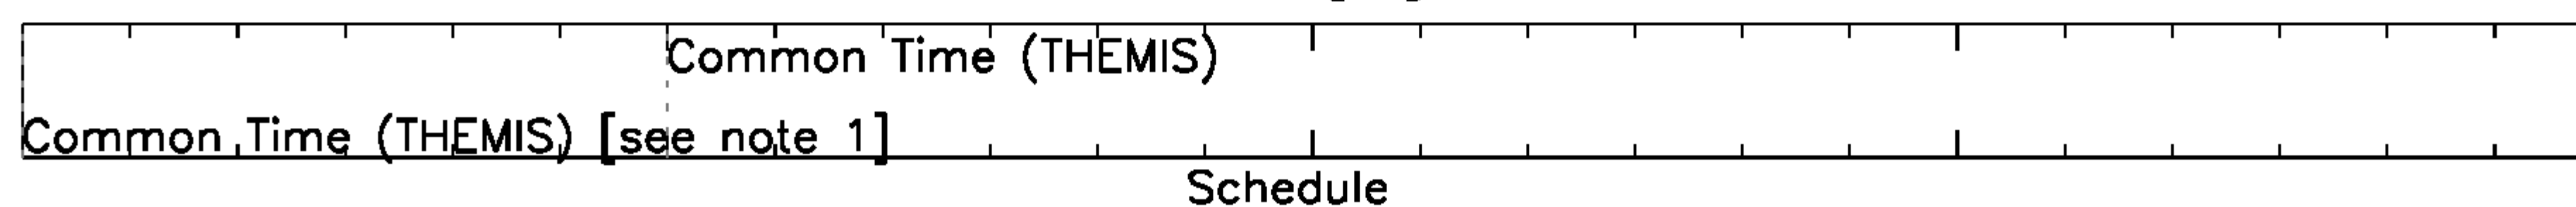 Common Time (THEMIS)
Common Time (THEMIS) [see note 1]
Schedule